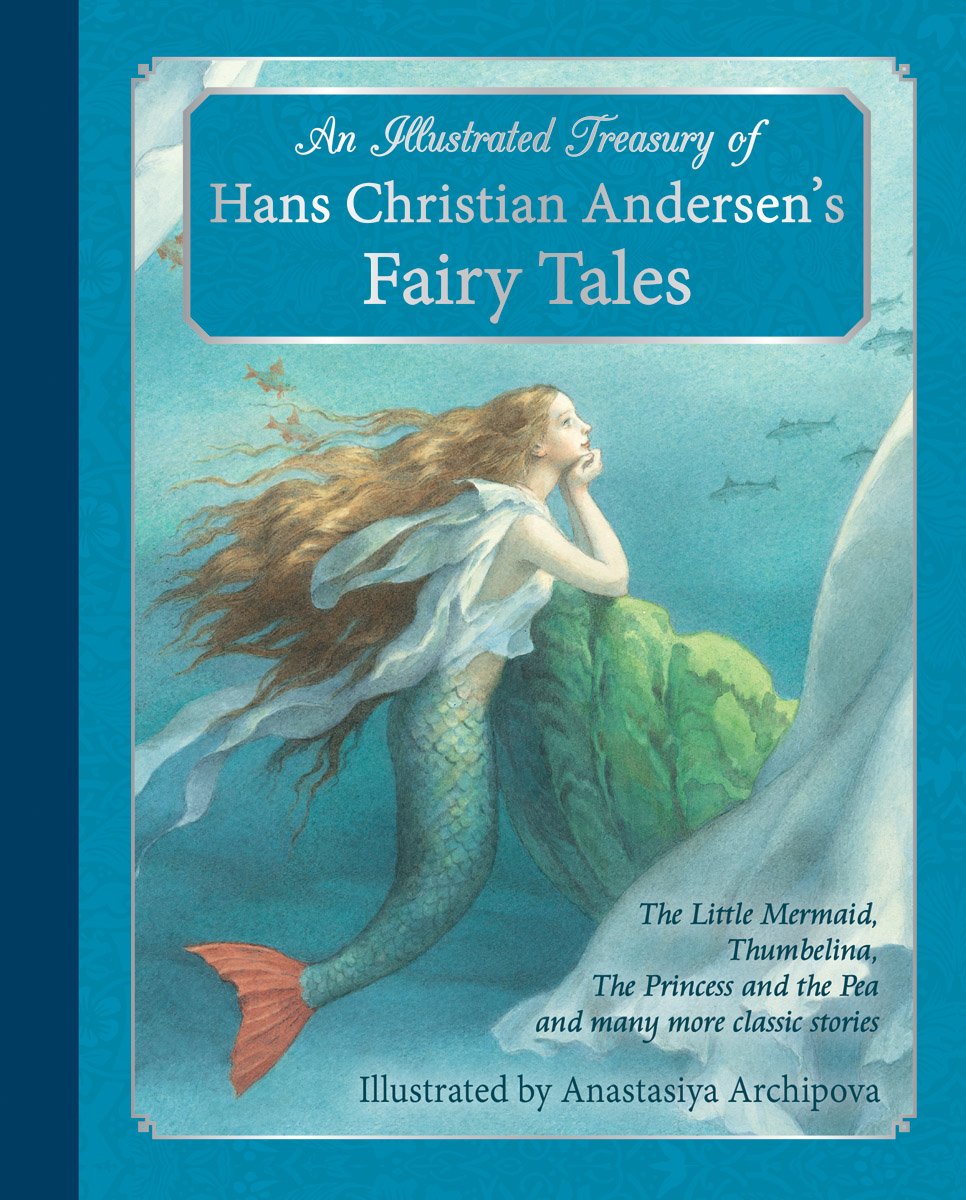 An Illustrated Treasury of
Hans Christian Andersen’s
Fairy Tales
The Little Mermaid,
Thumbelina,
The Princess and the Pea
and many more classic stories
Illustrated by Anastasiya Archipova